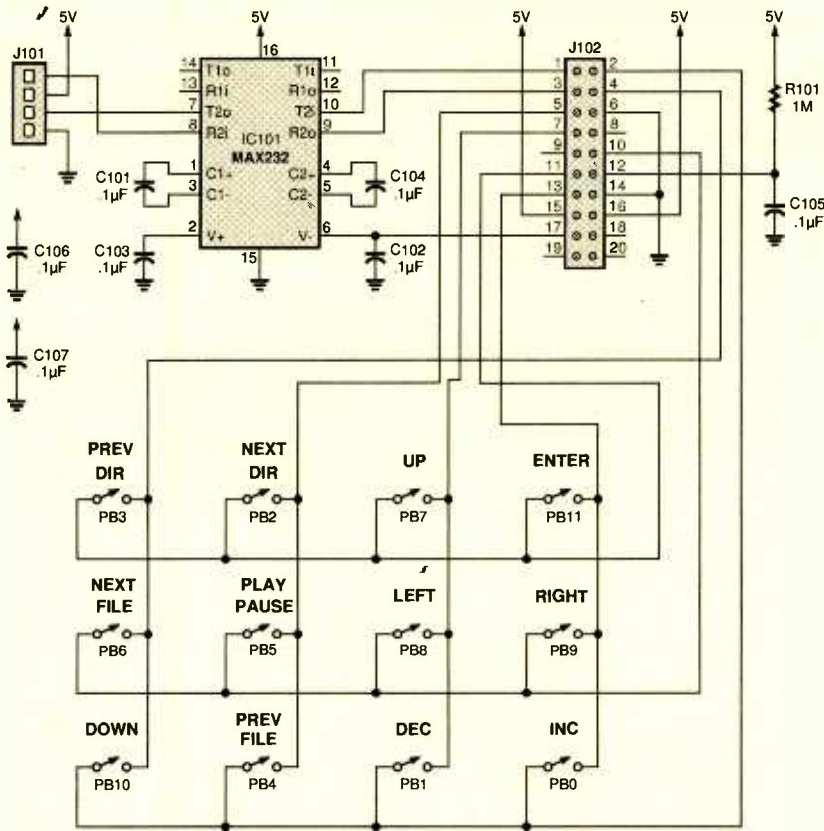 5V
5V
5V
5V
5V
J101
16
J102
14 T1o
T1i 11
13 R1i
R1o 12
7 T2o
T2i 10
8 R2i
R2o 9
IC101
MAX232
1 C1+
C2+ 4
3 C1-
C2- 5
2 V+
V- 6
15
C101
.1µF
C104
.1µF
C103
.1µF
C102
.1µF
C106
.1µF
C107
.1µF
1 2
3 4
5 6
7 8
9 10
11 12
13 14
15 16
17 18
19 20
R101
1M
C105
.1µF
PREV
DIR
PB3
NEXT
DIR
PB2
UP
PB7
ENTER
PB11
NEXT
FILE
PB6
PLAY
PAUSE
PB5
LEFT
PB8
RIGHT
PB9
DOWN
PB10
PREV
FILE
PB4
DEC
PB1
INC
PB0